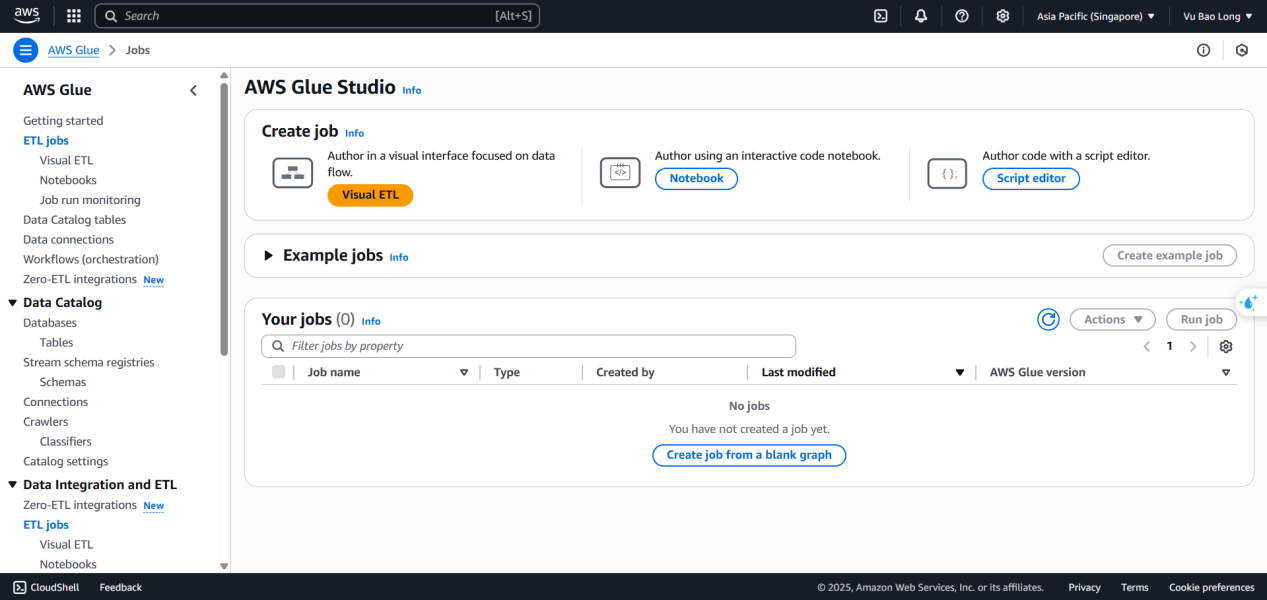 aws
Search [Alt+S]
Asia Pacific (Singapore)
Vu Bao Long
AWS Glue
Jobs
AWS Glue
Getting started
ETL jobs
Visual ETL
Notebooks
Job run monitoring
Data Catalog tables
Data connections
Workflows (orchestration)
Zero-ETL integrations New
Data Catalog
Databases
Tables
Stream schema registries
Schemas
Connections
Crawlers
Classifiers
Catalog settings
Data Integration and ETL
Zero-ETL integrations New
ETL jobs
Visual ETL
Notebooks
AWS Glue Studio Info
Create job Info
Author in a visual interface focused on data
flow.
Visual ETL
Author using an interactive code notebook.
Notebook
Author code with a script editor.
Script editor
Example jobs Info
Create example job
Your jobs (0) Info
Actions
Run job
Filter jobs by property
1
Job name
Type
Created by
Last modified
AWS Glue version
No jobs
You have not created a job yet.
Create job from a blank graph
CloudShell
Feedback
© 2025, Amazon Web Services, Inc. or its affiliates.
Privacy
Terms
Cookie preferences